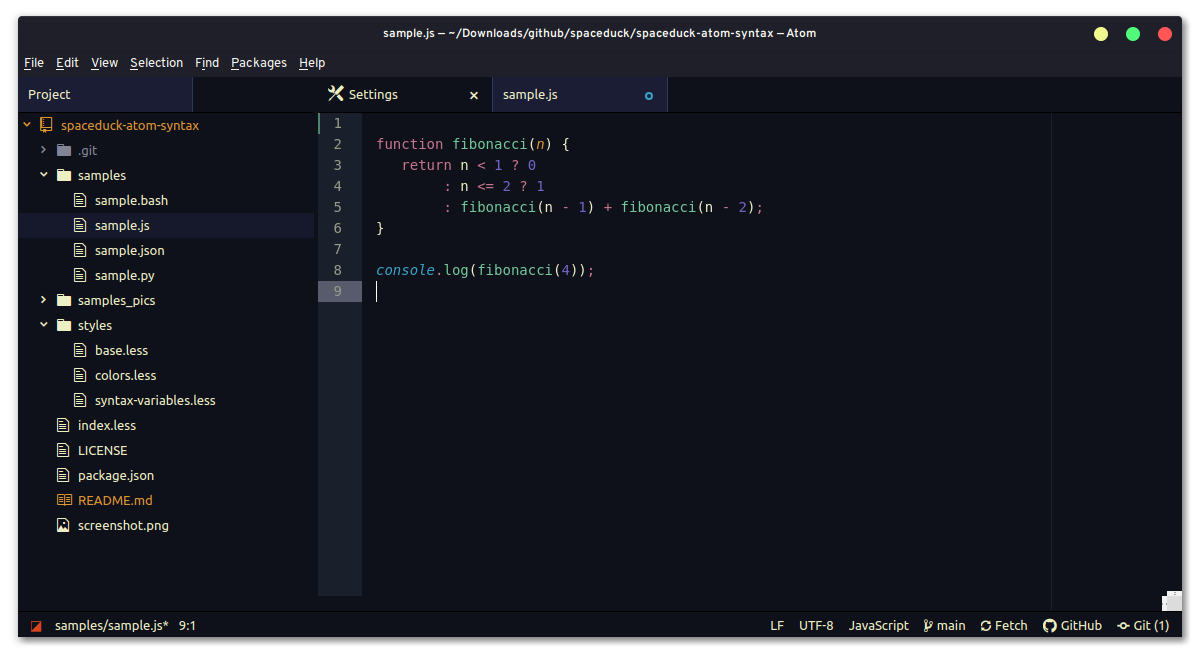 sample.js — ~/Downloads/github/spaceduck/spaceduck-atom-syntax — Atom
File Edit View Selection Find Packages Help
Project
Settings ×
sample.js
spaceduck-atom-syntax
.git
samples
sample.bash
sample.js
sample.json
sample.py
samples_pics
styles
base.less
colors.less
syntax-variables.less
index.less
LICENSE
package.json
README.md
screenshot.png
1
2 function fibonacci(n) {
3    return n < 1 ? 0
4         : n <= 2 ? 1
5         : fibonacci(n - 1) + fibonacci(n - 2);
6 }
7
8 console.log(fibonacci(4));
9
samples/sample.js* 9:1 LF UTF-8 JavaScript main Fetch GitHub Git (1)